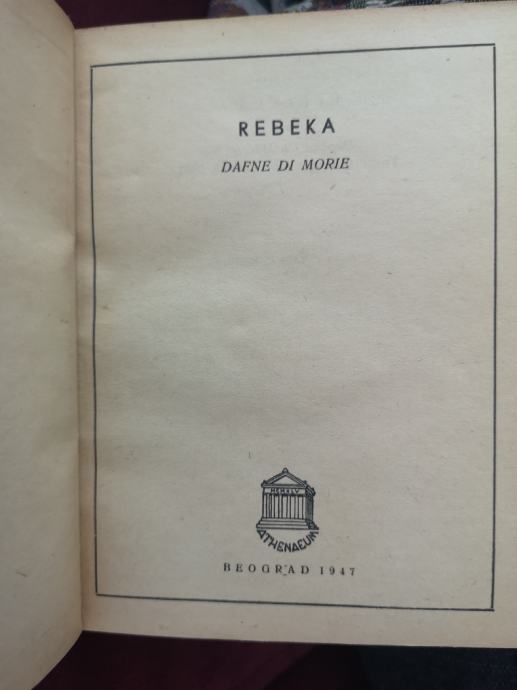 REBEKA
DAFNE DI MORIE
ATHENAEUM
BEOGRAD 1947